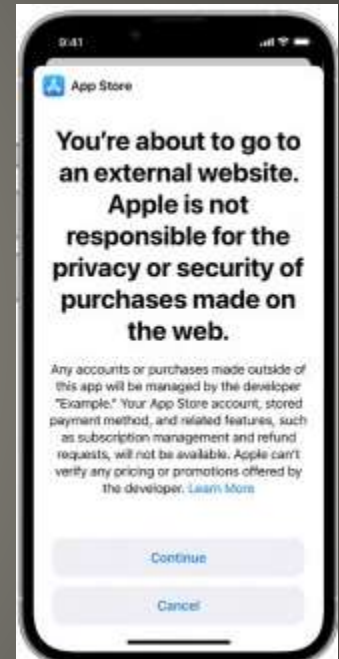 9:41
App Store
You're about to go to
an external website.
Apple is not
responsible for the
privacy or security of
purchases made on
the web.
Any accounts or purchases made outside of
this app will be managed by the developer
"Example." Your App Store account, stored
payment method, and related features, such
as subscription management and refund
requests, will not be available. Apple can't
verify any pricing or promotions offered by
the developer. Learn More
Continue
Cancel